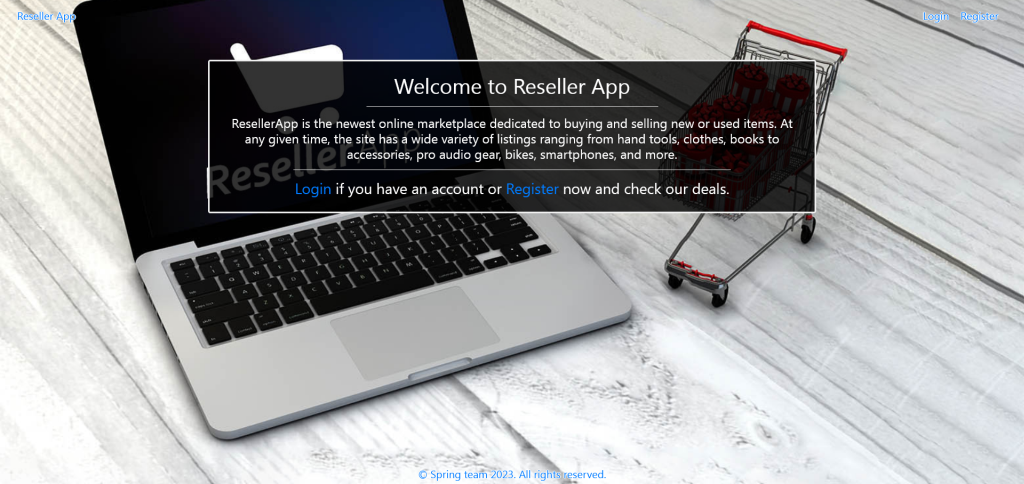 Reseller App
Login Register
Welcome to Reseller App
ResellerApp is the newest online marketplace dedicated to buying and selling new or used items. At
any given time, the site has a wide variety of listings ranging from hand tools, clothes, books to
accessories, pro audio gear, bikes, smartphones, and more.
ResellerApp
Login if you have an account or Register now and check our deals.
© Spring team 2023. All rights reserved.